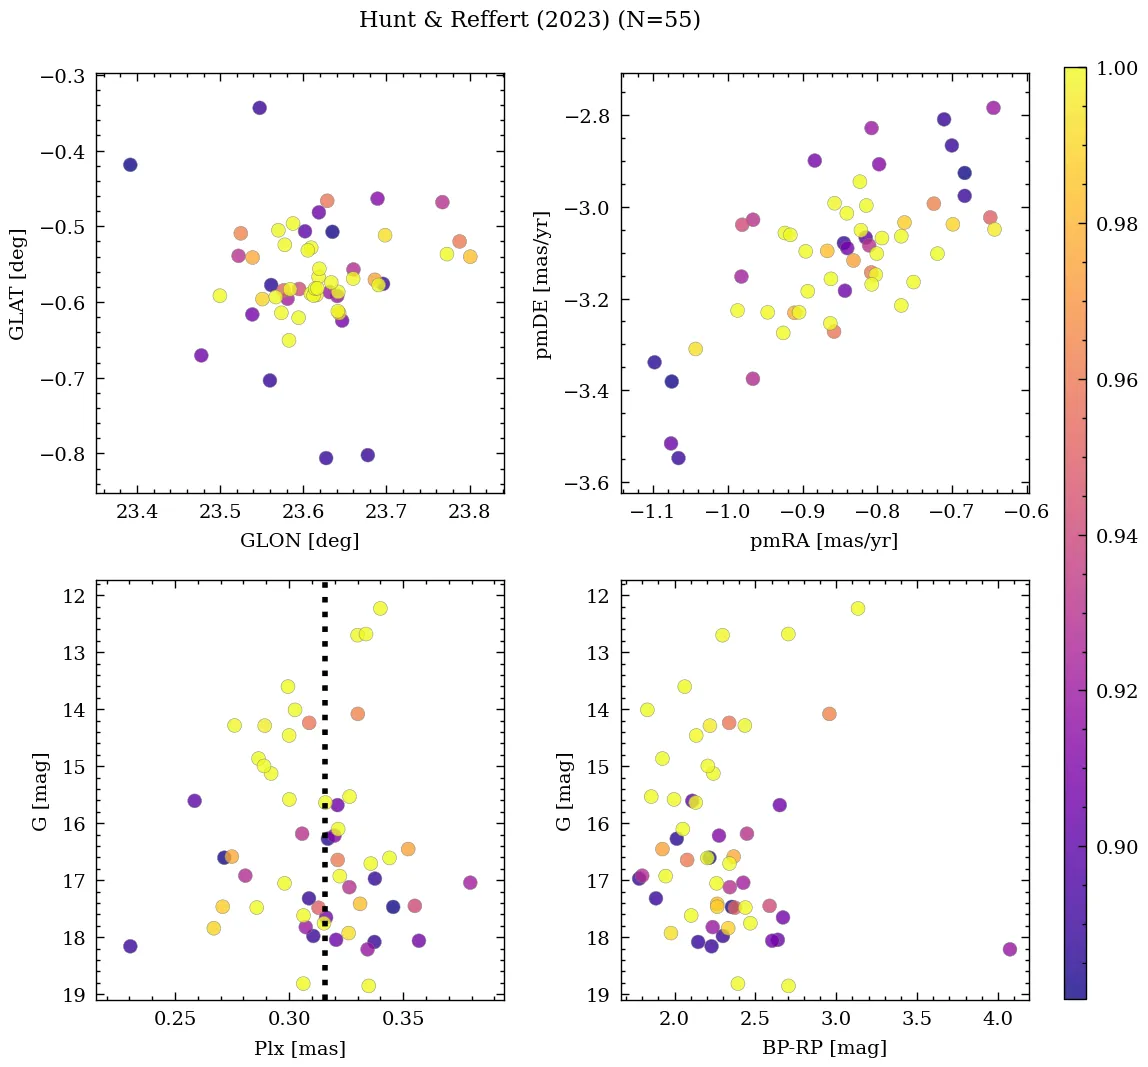 Hunt & Reffert (2023) (N=55)
−0.3
−0.4
−0.5
−0.6
−0.7
−0.8
GLAT [deg]
23.4 23.5 23.6 23.7 23.8
GLON [deg]
−2.8
−3.0
−3.2
−3.4
−3.6
pmDE [mas/yr]
−1.1 −1.0 −0.9 −0.8 −0.7 −0.6
pmRA [mas/yr]
12
13
14
15
16
17
18
19
G [mag]
0.25 0.30 0.35
Plx [mas]
12
13
14
15
16
17
18
19
G [mag]
2.0 2.5 3.0 3.5 4.0
BP-RP [mag]
1.00
0.98
0.96
0.94
0.92
0.90